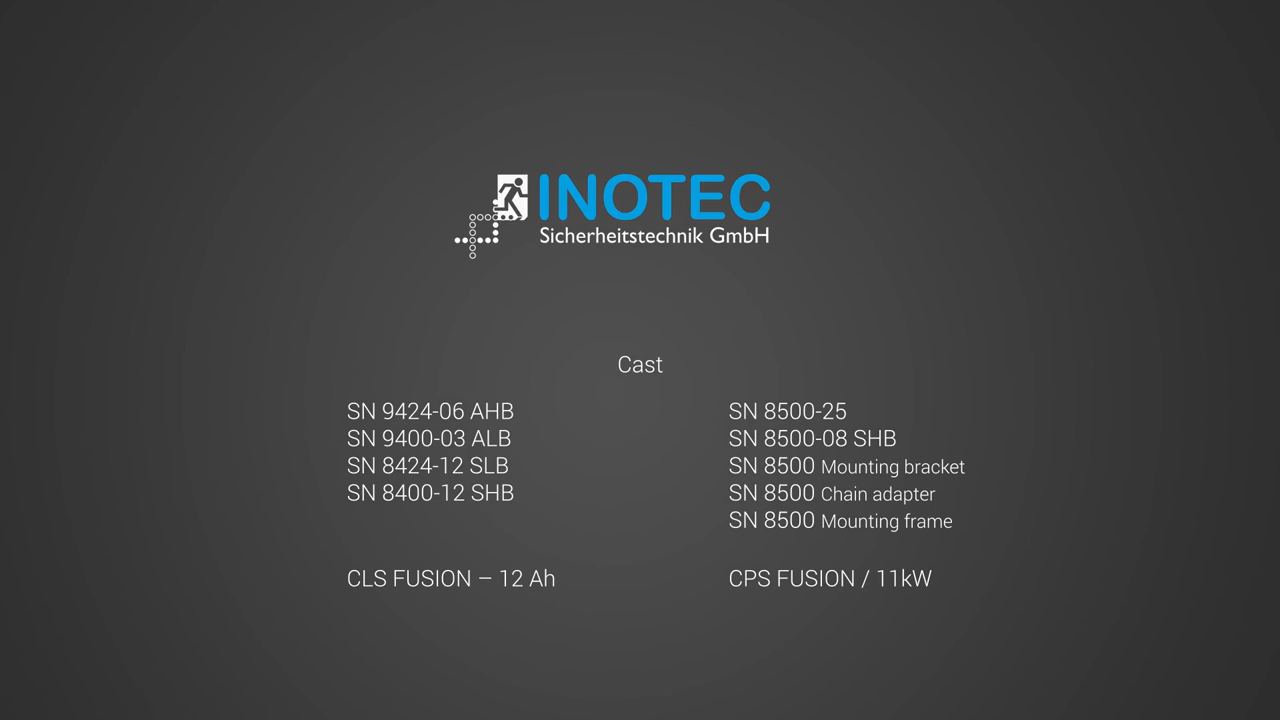 INOTEC
Sicherheitstechnik GmbH
Cast
SN 9424-06 AHB
SN 9400-03 ALB
SN 8424-12 SLB
SN 8400-12 SHB
CLS FUSION – 12 Ah
SN 8500-25
SN 8500-08 SHB
SN 8500 Mounting bracket
SN 8500 Chain adapter
SN 8500 Mounting frame
CPS FUSION / 11kW